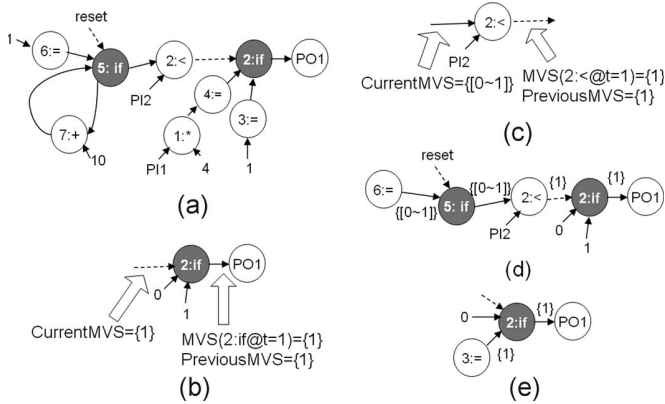 reset
1
6:=
5: if
2:<
2:if
PO1
PI2
4:=
7:+
1:*
3:=
10
PI1
4
1
(a)
2:<
PI2
CurrentMVS={[0~1]}
MVS(2:<@t=1)={1}
PreviousMVS={1}
(c)
reset
6:=
{[0~1]}
5: if
{[0~1]}
2:<
{1}
2:if
{1}
PO1
PI2
0
1
(d)
2:if
PO1
0
1
CurrentMVS={1}
MVS(2:if@t=1)={1}
PreviousMVS={1}
(b)
0
2:if
{1}
PO1
3:=
{1}
(e)